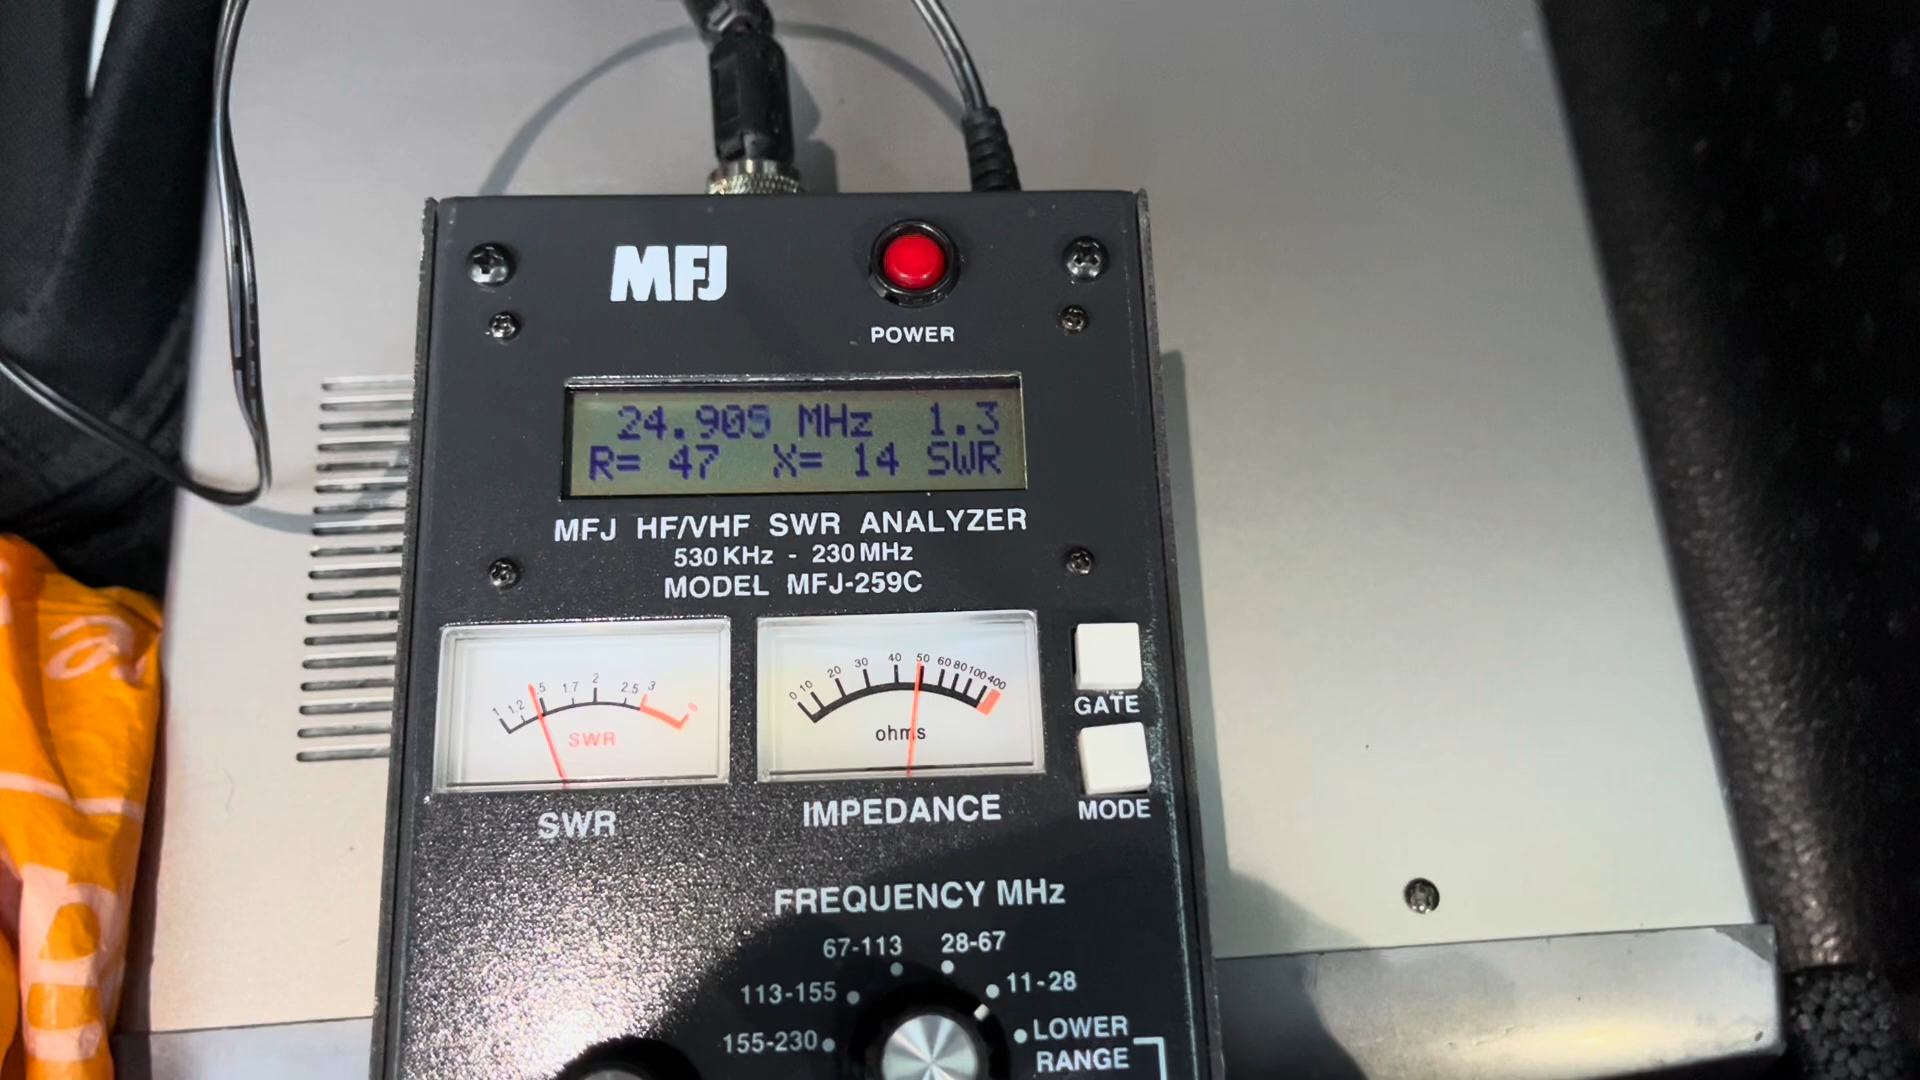 MFJ
POWER
24.905 MHz 1.3
R= 47 X= 14 SWR
MFJ HF/VHF SWR ANALYZER
530 KHz - 230 MHz
MODEL MFJ-259C
1 1.2 .5 1.7 2 2.5 3
SWR
0 10 20 30 40 50 60 80 100 400
ohms
GATE
MODE
SWR
IMPEDANCE
FREQUENCY MHz
67-113
28-67
113-155
11-28
155-230
LOWER
RANGE